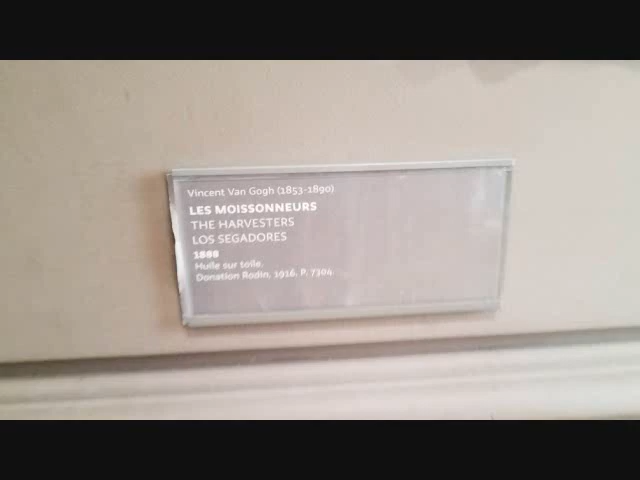 Vincent Van Gogh (1853-1890)
LES MOISSONNEURS
THE HARVESTERS
LOS SEGADORES
1888
Huile sur toile.
Donation Rodin, 1916. P. 7304